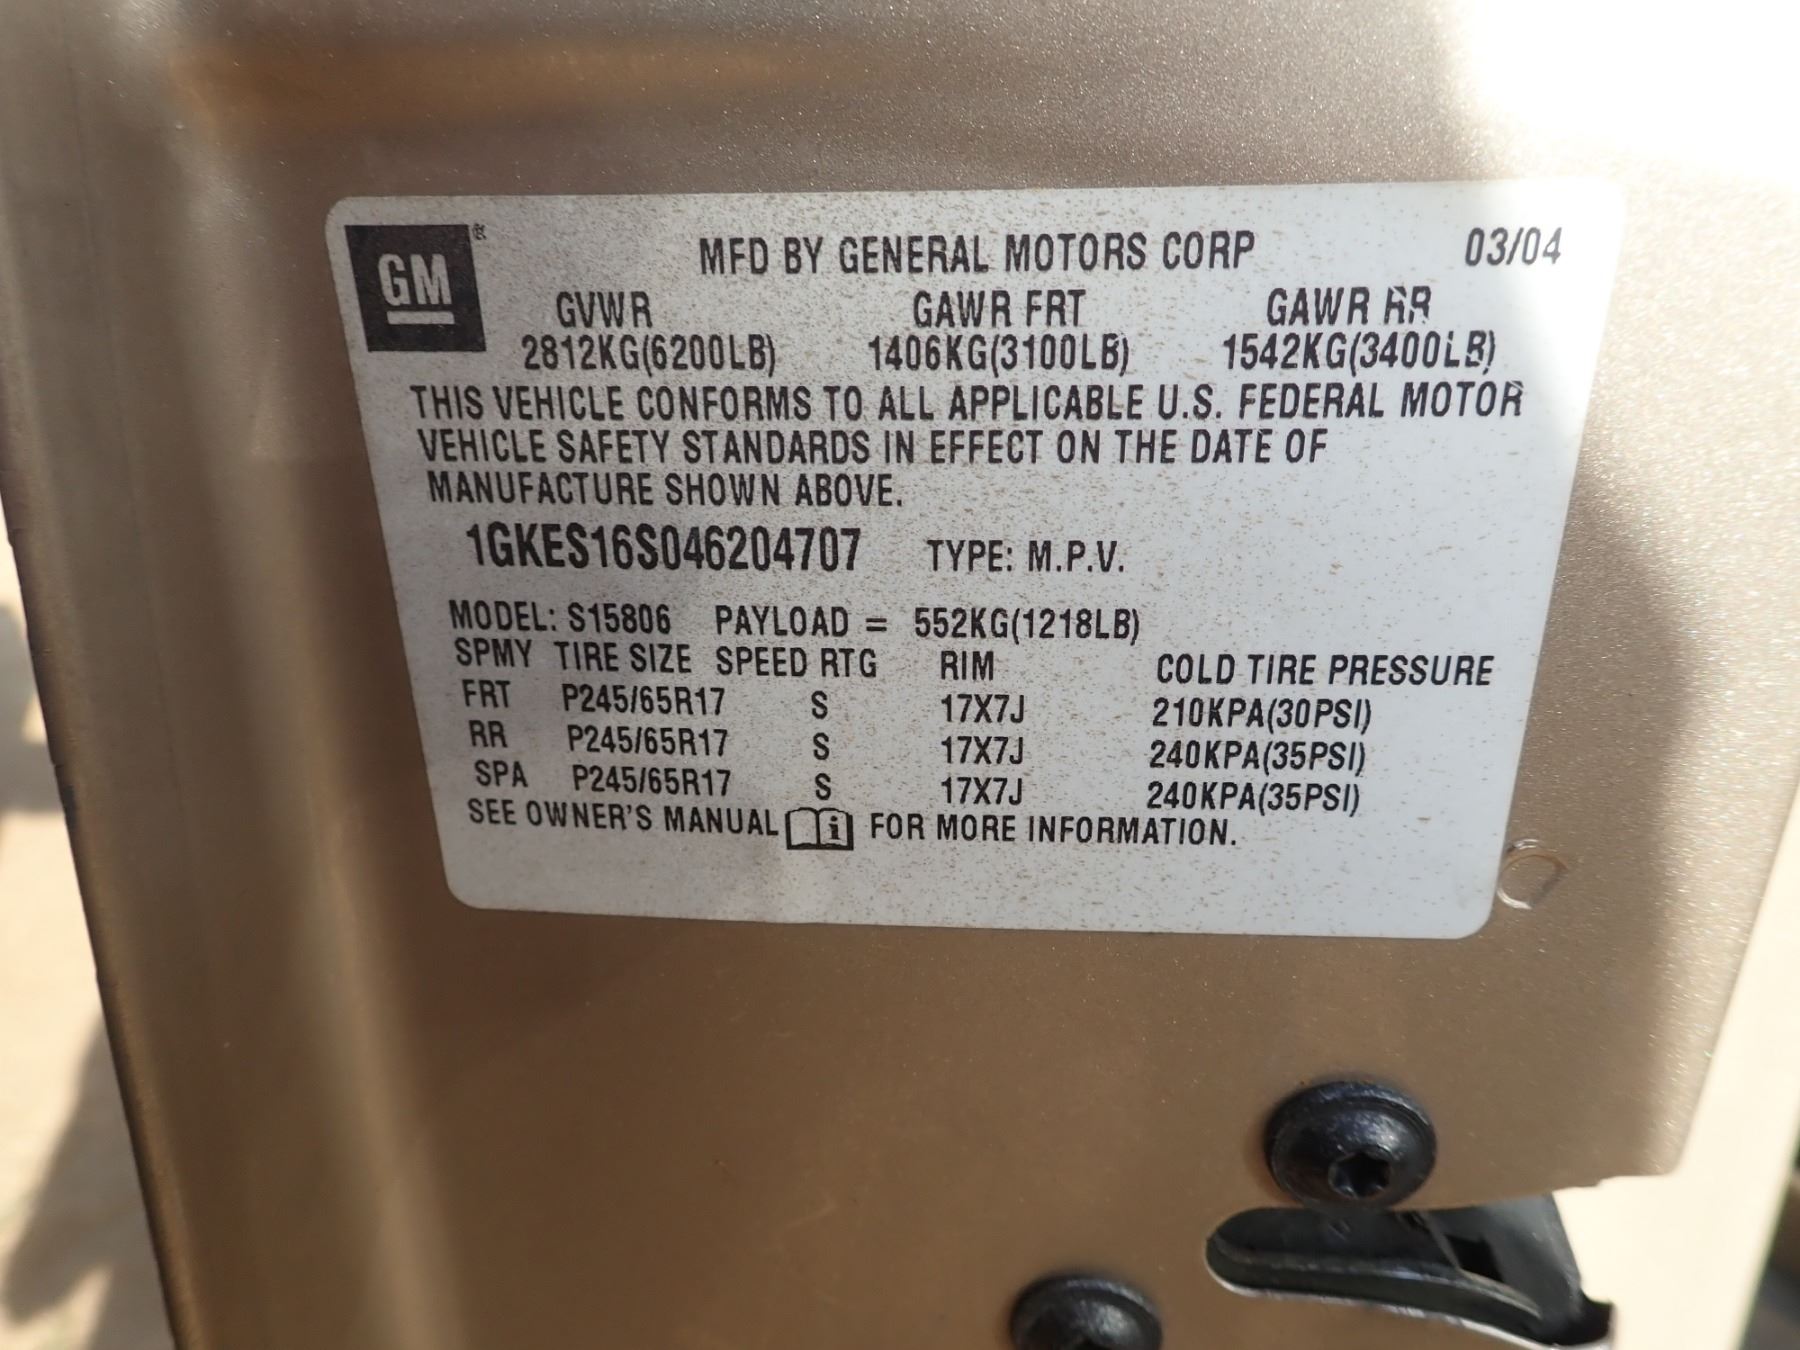 GM ®
MFD BY GENERAL MOTORS CORP 03/04
GVWR GAWR FRT GAWR RR
2812KG(6200LB) 1406KG(3100LB) 1542KG(3400LB)
THIS VEHICLE CONFORMS TO ALL APPLICABLE U.S. FEDERAL MOTOR
VEHICLE SAFETY STANDARDS IN EFFECT ON THE DATE OF
MANUFACTURE SHOWN ABOVE.
1GKES16S046204707 TYPE: M.P.V.
MODEL: S15806 PAYLOAD = 552KG(1218LB)
SPMY TIRE SIZE SPEED RTG RIM COLD TIRE PRESSURE
FRT P245/65R17 S 17X7J 210KPA(30PSI)
RR P245/65R17 S 17X7J 240KPA(35PSI)
SPA P245/65R17 S 17X7J 240KPA(35PSI)
SEE OWNER'S MANUAL i FOR MORE INFORMATION.